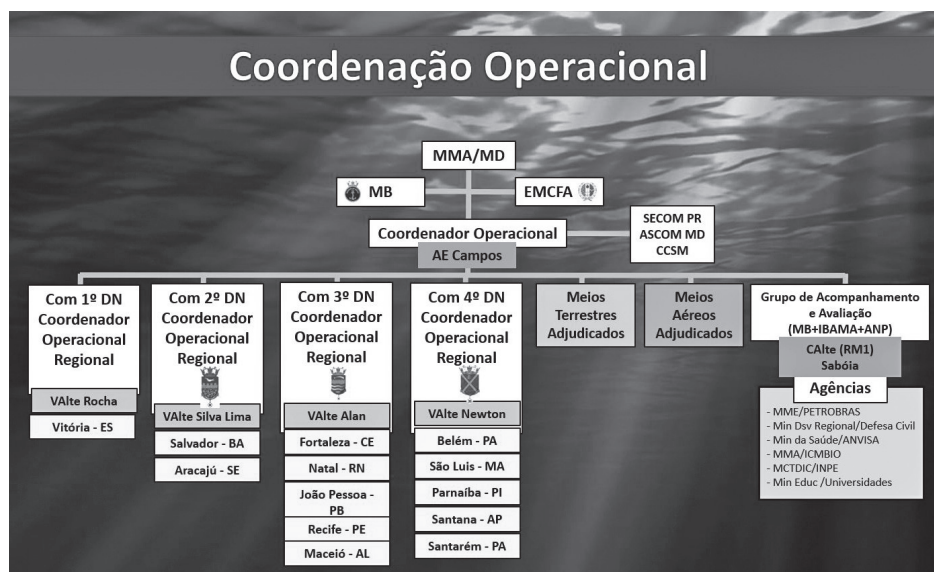 Coordenação Operacional
MMA/MD
MB
EMCFA
Coordenador Operacional
AE Campos
SECOM PR
ASCOM MD
CCSM
Com 1º DN
Coordenador
Operacional
Regional
VAlte Rocha
Vitória - ES
Com 2º DN
Coordenador
Operacional
Regional
VAlte Silva Lima
Salvador - BA
Aracajú - SE
Com 3º DN
Coordenador
Operacional
Regional
VAlte Alan
Fortaleza - CE
Natal - RN
João Pessoa -
PB
Recife - PE
Maceió - AL
Com 4º DN
Coordenador
Operacional
Regional
VAlte Newton
Belém - PA
São Luis - MA
Parnaíba - PI
Santana - AP
Santarém - PA
Meios
Terrestres
Adjudicados
Meios
Aéreos
Adjudicados
Grupo de Acompanhamento
e Avaliação
(MB+IBAMA+ANP)
CAlte (RM1)
Sabóia
Agências
- MME/PETROBRAS
- Min Dsv Regional/Defesa Civil
- Min da Saúde/ANVISA
- MMA/ICMBIO
- MCTDIC/INPE
- Min Educ /Universidades